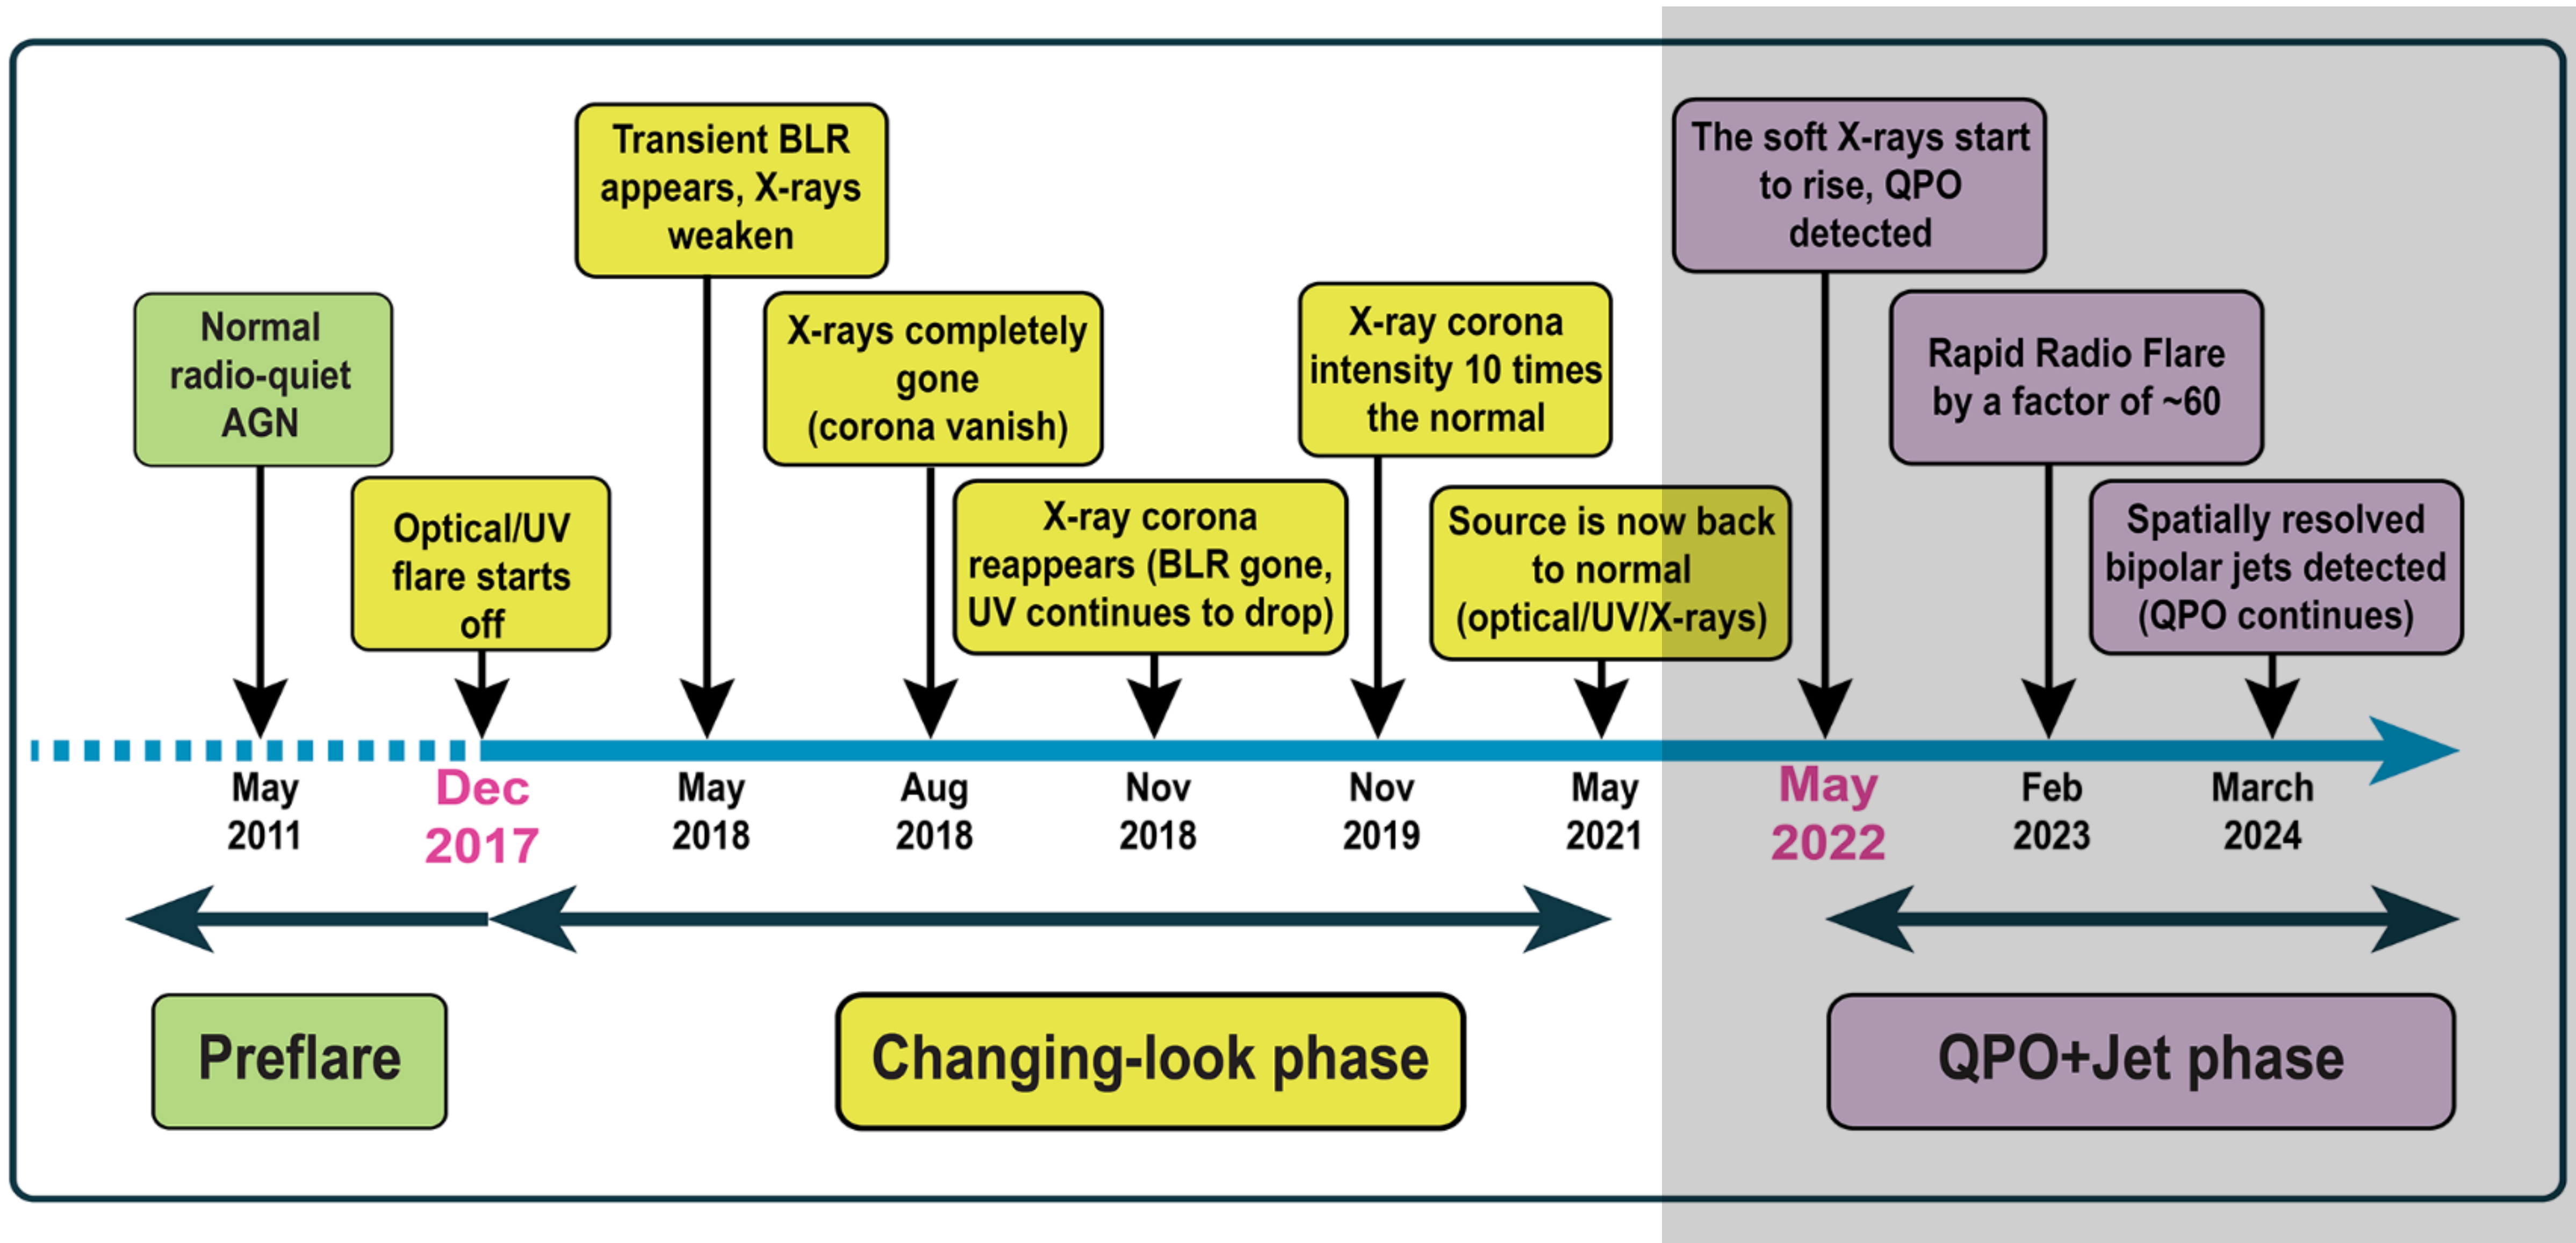 Normal
radio-quiet
AGN
Optical/UV
flare starts
off
Transient BLR
appears, X-rays
weaken
X-rays completely
gone
(corona vanish)
X-ray corona
reappears (BLR gone,
UV continues to drop)
X-ray corona
intensity 10 times
the normal
Source is now back
to normal
(optical/UV/X-rays)
The soft X-rays start
to rise, QPO
detected
Rapid Radio Flare
by a factor of ~60
Spatially resolved
bipolar jets detected
(QPO continues)
May
2011
Dec
2017
May
2018
Aug
2018
Nov
2018
Nov
2019
May
2021
May
2022
Feb
2023
March
2024
Preflare
Changing-look phase
QPO+Jet phase